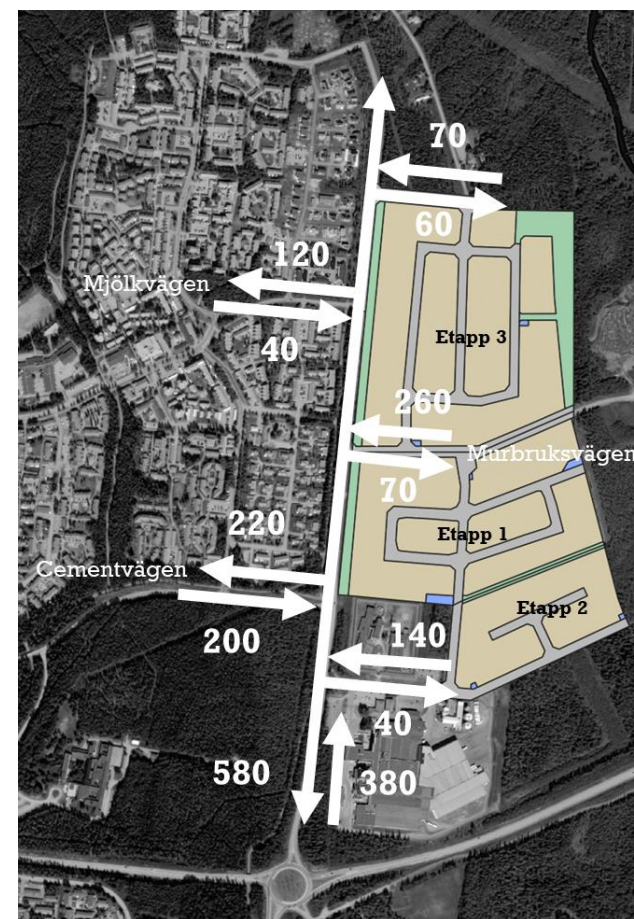 70
60
120
Mjölkvägen
40
Etapp 3
260
Murbruksvägen
70
220
Etapp 1
Cementvägen
Etapp 2
200
140
40
580
380